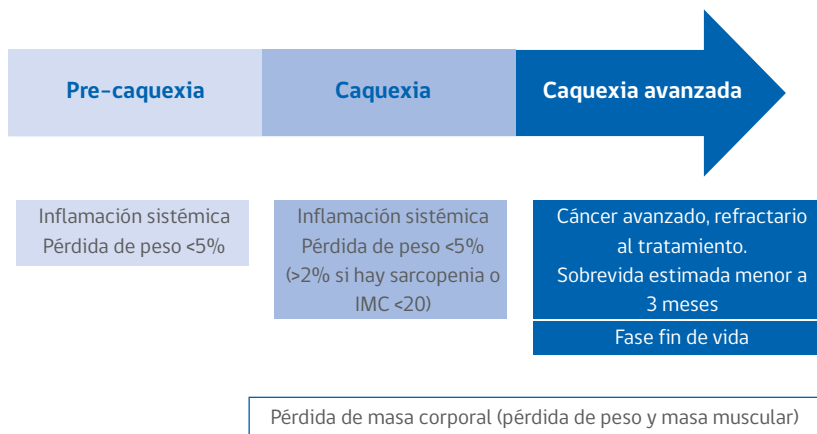 Pre-caquexia
Caquexia
Caquexia avanzada
Inflamación sistémica
Pérdida de peso <5%
Inflamación sistémica
Pérdida de peso <5%
(>2% si hay sarcopenia o
IMC <20)
Cáncer avanzado, refractario
al tratamiento.
Sobrevida estimada menor a
3 meses
Fase fin de vida
Pérdida de masa corporal (pérdida de peso y masa muscular)